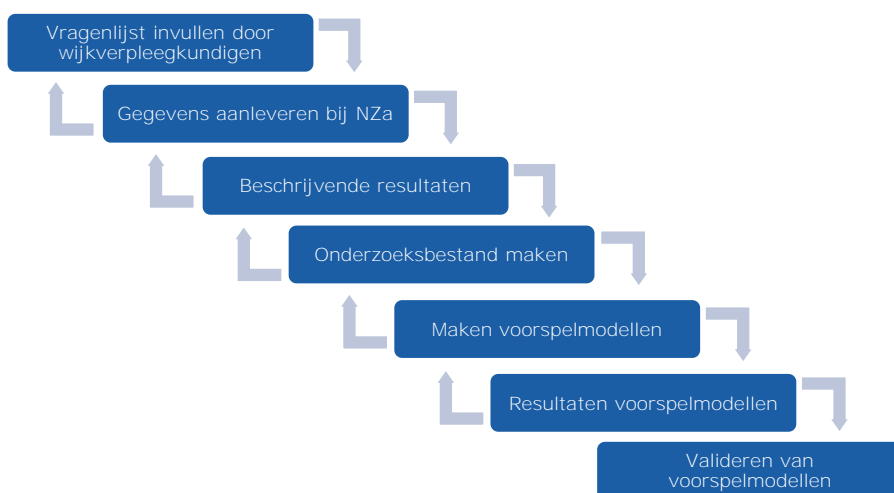 Vragenlijst invullen door
wijkverpleegkundigen
Gegevens aanleveren bij NZa
Beschrijvende resultaten
Onderzoeksbestand maken
Maken voorspelmodellen
Resultaten voorspelmodellen
Valideren van
voorspelmodellen